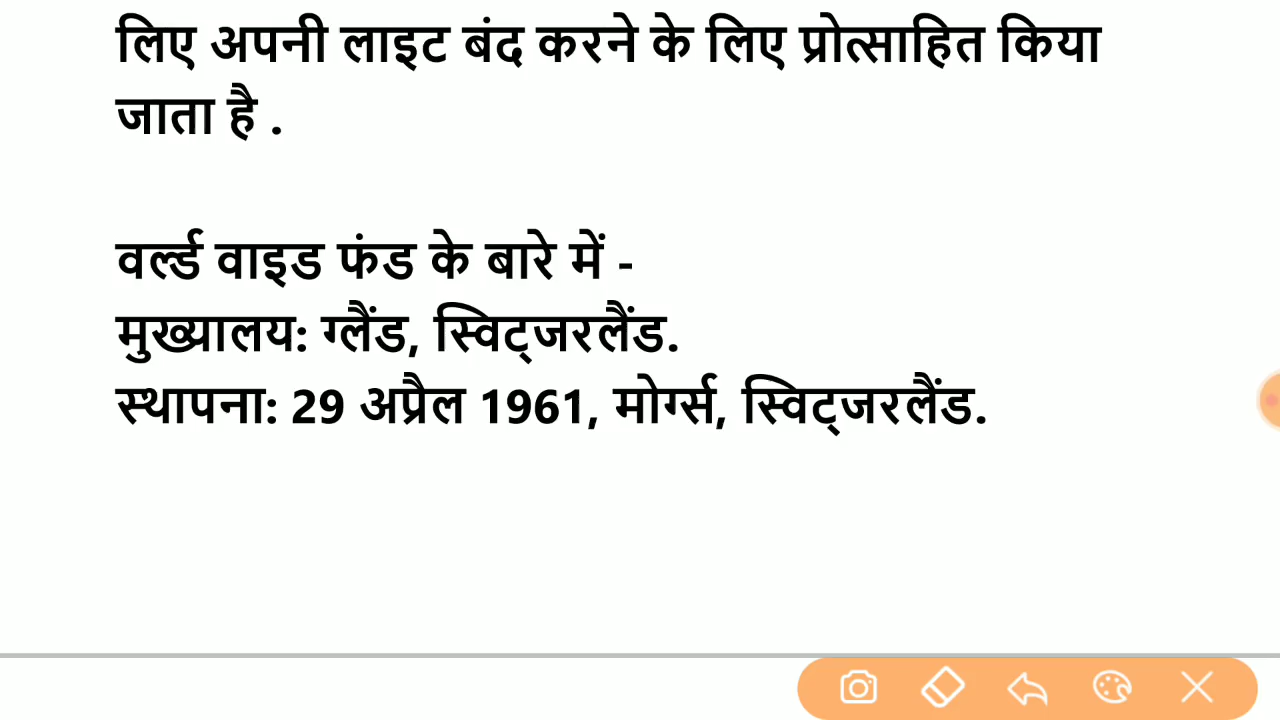 लिए अपनी लाइट बंद करने के लिए प्रोत्साहित किया
जाता है .
वर्ल्ड वाइड फंड के बारे में -
मुख्यालय: ग्लैंड, स्विट्जरलैंड.
स्थापना: 29 अप्रैल 1961, मोर्ग्स, स्विट्जरलैंड.